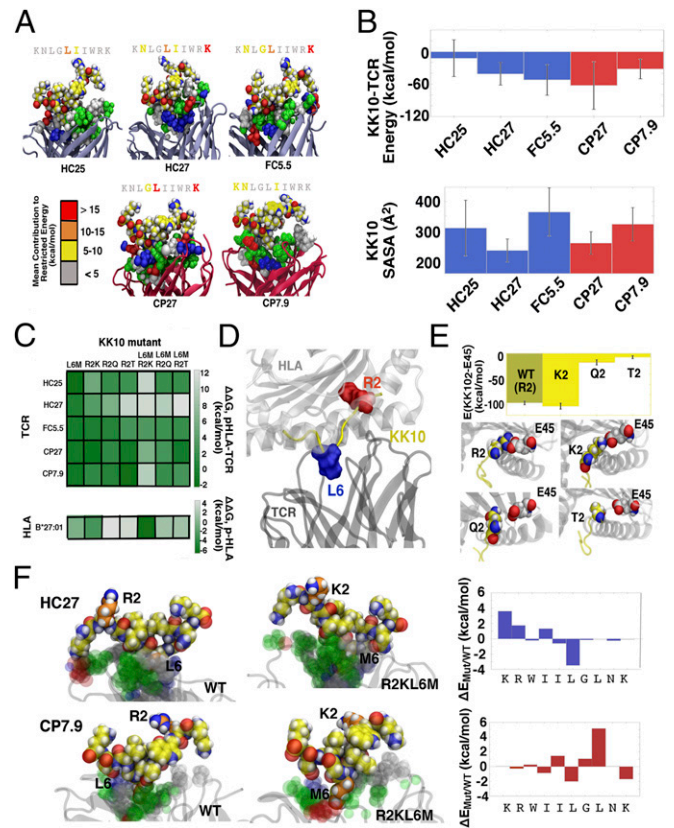 A
KNLGLIIWRK
KNLGLIIWRK
KNLGLIIWRK
HC25
HC27
FC5.5
KNLGLIIWRK
KNLGLIIWRK
Mean Contribution to
Restricted Energy
(kcal/mol)
> 15
10-15
5-10
< 5
CP27
CP7.9
B
KK10-TCR
Energy (kcal/mol)
0
-60
-120
HC25
HC27
FC5.5
CP27
CP7.9
KK10
SASA (Å²)
400
300
200
HC25
HC27
FC5.5
CP27
CP7.9
C
KK10 mutant
L6M R2K R2Q R2T L6M R2K L6M R2Q L6M R2T
TCR
HC25
HC27
FC5.5
CP27
CP7.9
12
10
8
6
4
2
0
-2
ΔΔG, pHLA-TCR
(kcal/mol)
HLA
B*27:01
4
2
0
-2
-4
-6
ΔΔG, p-HLA
(kcal/mol)
D
HLA
R2
KK10
L6
TCR
E
E(KK102-E45)
(kcal/mol)
0
-50
-100
WT
(R2)
K2
Q2
T2
E45
R2
E45
K2
E45
Q2
E45
T2
F
HC27
R2
L6
WT
K2
M6
R2KL6M
ΔEMut/WT (kcal/mol)
6
4
2
0
-2
-4
K R W I I L G L N K
CP7.9
R2
L6
WT
K2
M6
R2KL6M
ΔEMut/WT (kcal/mol)
6
4
2
0
-2
-4
K R W I I L G L N K